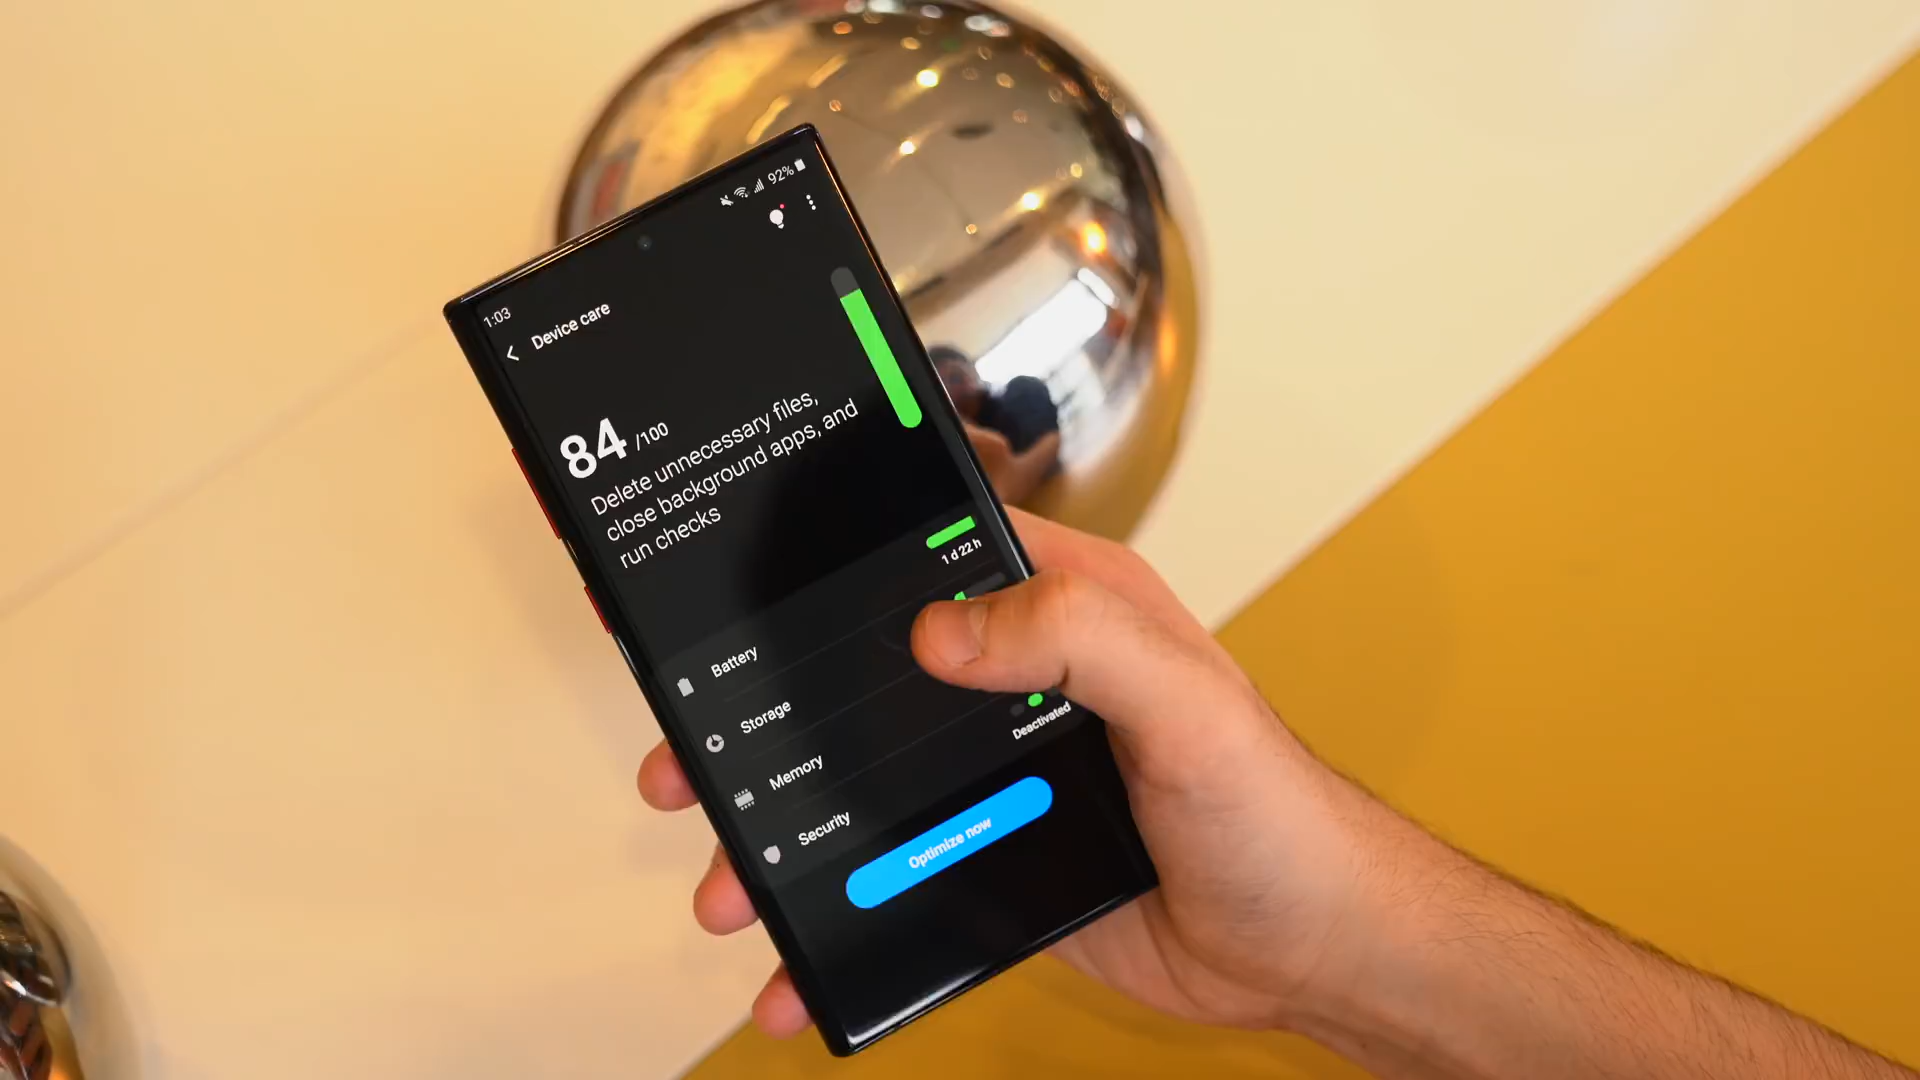 1:03
92%
Device care
84 /100
Delete unnecessary files,
close background apps, and
run checks
Battery
1 d 22 h
Storage
Memory
Security
Deactivated
Optimize now